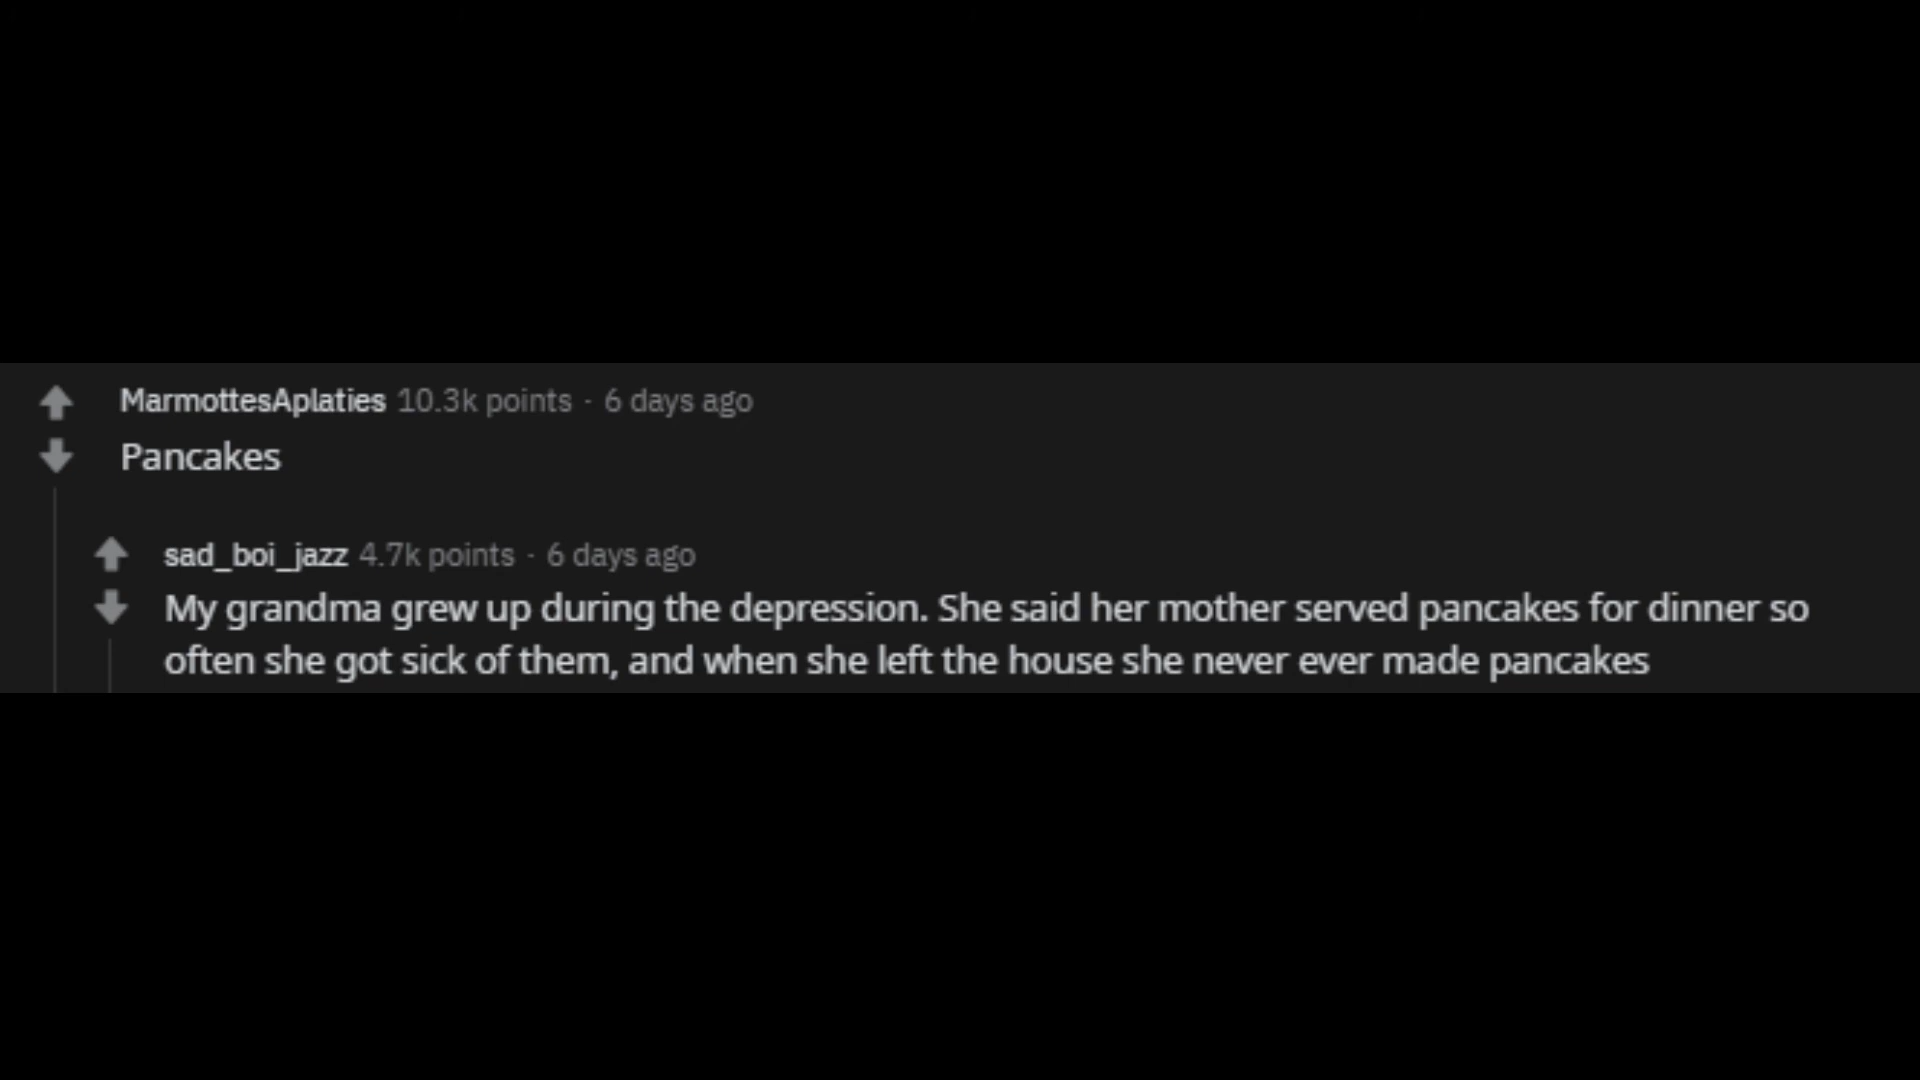 MarmottesAplaties 10.3k points · 6 days ago
Pancakes
sad_boi_jazz 4.7k points · 6 days ago
My grandma grew up during the depression. She said her mother served pancakes for dinner so
often she got sick of them, and when she left the house she never ever made pancakes